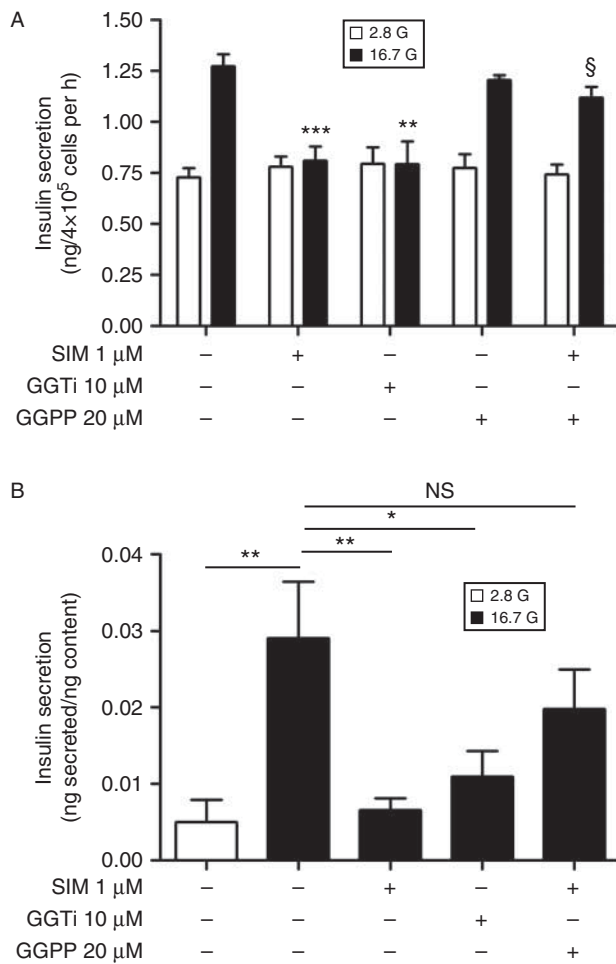 A
1.50
1.25
1.00
0.75
0.50
0.25
0.00
Insulin secretion
(ng/4×10⁵ cells per h)
2.8 G
16.7 G
***
**
§
SIM 1 µM – + – – +
GGTi 10 µM – – + – –
GGPP 20 µM – – – + +
B
NS
*
** **
0.04
0.03
0.02
0.01
0.00
Insulin secretion
(ng secreted/ng content)
2.8 G
16.7 G
SIM 1 µM – – + – +
GGTi 10 µM – – – + –
GGPP 20 µM – – – – +